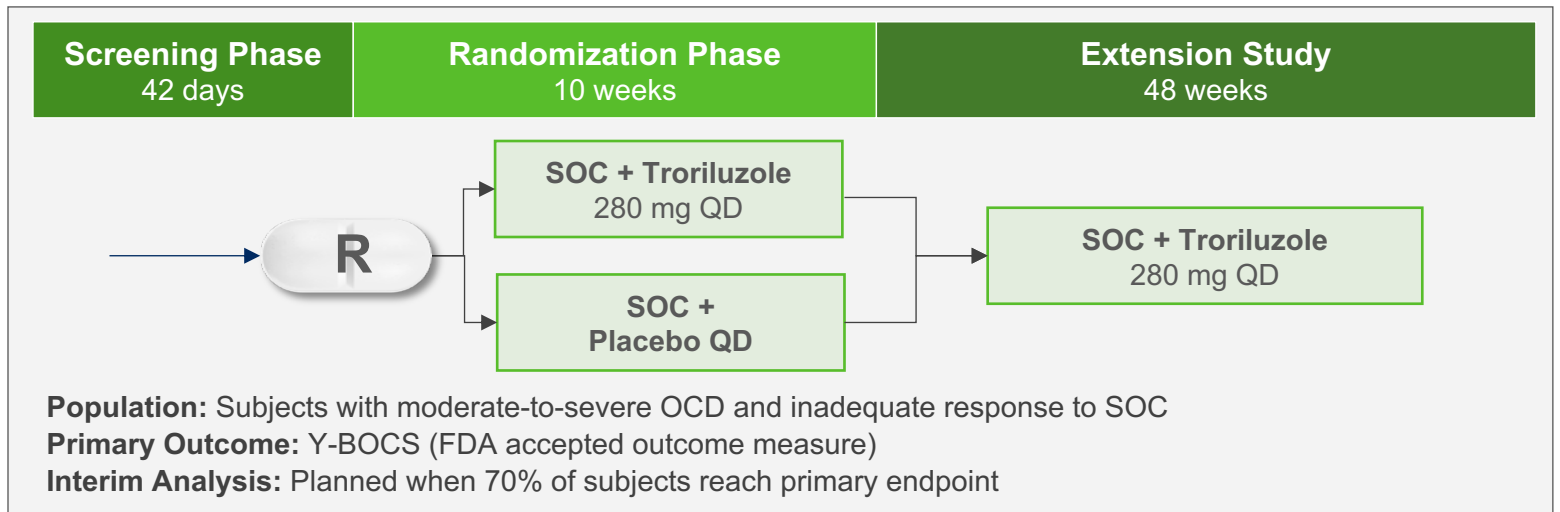 Screening Phase
42 days
Randomization Phase
10 weeks
Extension Study
48 weeks
R
SOC + Troriluzole
280 mg QD
SOC +
Placebo QD
SOC + Troriluzole
280 mg QD
Population: Subjects with moderate-to-severe OCD and inadequate response to SOC
Primary Outcome: Y-BOCS (FDA accepted outcome measure)
Interim Analysis: Planned when 70% of subjects reach primary endpoint